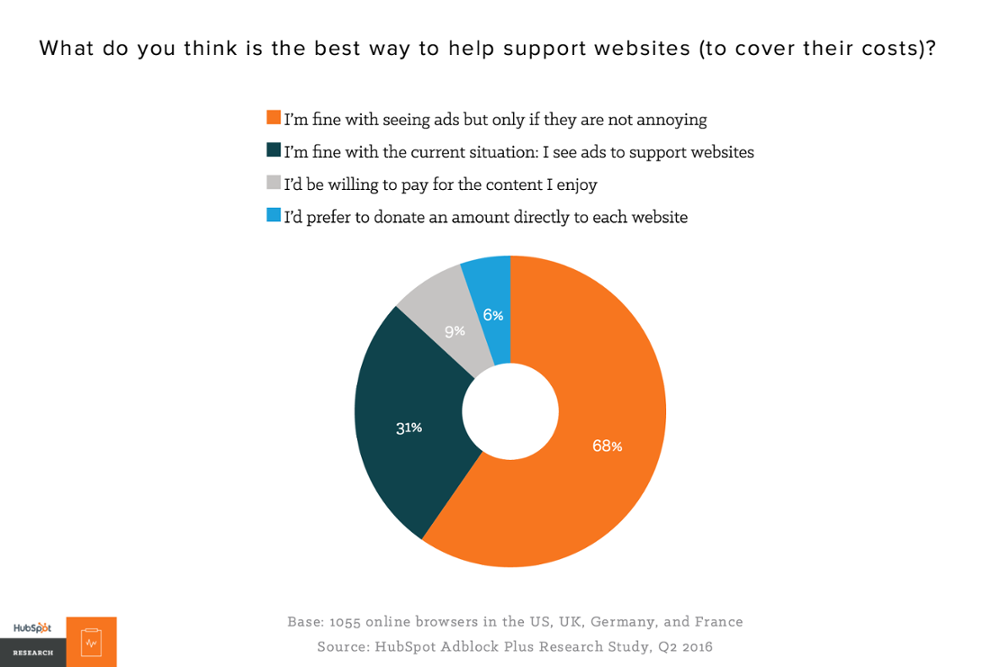 What do you think is the best way to help support websites (to cover their costs)?
I'm fine with seeing ads but only if they are not annoying
I'm fine with the current situation: I see ads to support websites
I'd be willing to pay for the content I enjoy
I'd prefer to donate an amount directly to each website
6%
9%
31%
68%
Base: 1055 online browsers in the US, UK, Germany, and France
Source: HubSpot Adblock Plus Research Study, Q2 2016
HubSpot
RESEARCH